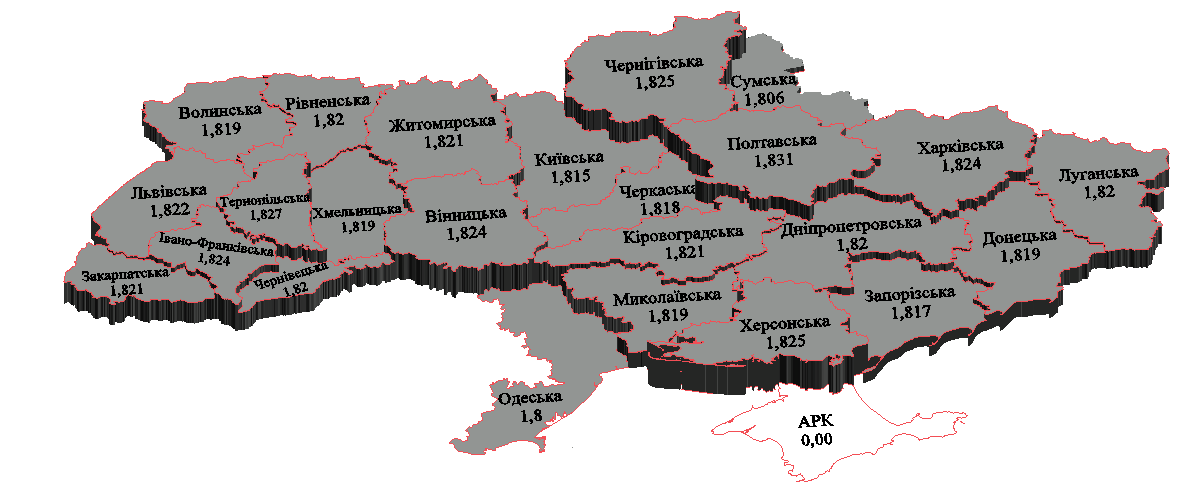 Чернігівська
1,825
Сумська
1,806
Волинська
1,819
Рівненська
1,82
Житомирська
1,821
Київська
1,815
Полтавська
1,831
Харківська
1,824
Луганська
1,82
Львівська
1,822
Тернопільська
1,827
Хмельницька
1,819
Вінницька
1,824
Черкаська
1,818
Кіровоградська
1,821
Дніпропетровська
1,82
Донецька
1,819
Івано-Франківська
1,824
Закарпатська
1,821
Чернівецька
1,82
Миколаївська
1,819
Херсонська
1,825
Запорізська
1,817
Одеська
1,8
АРК
0,00